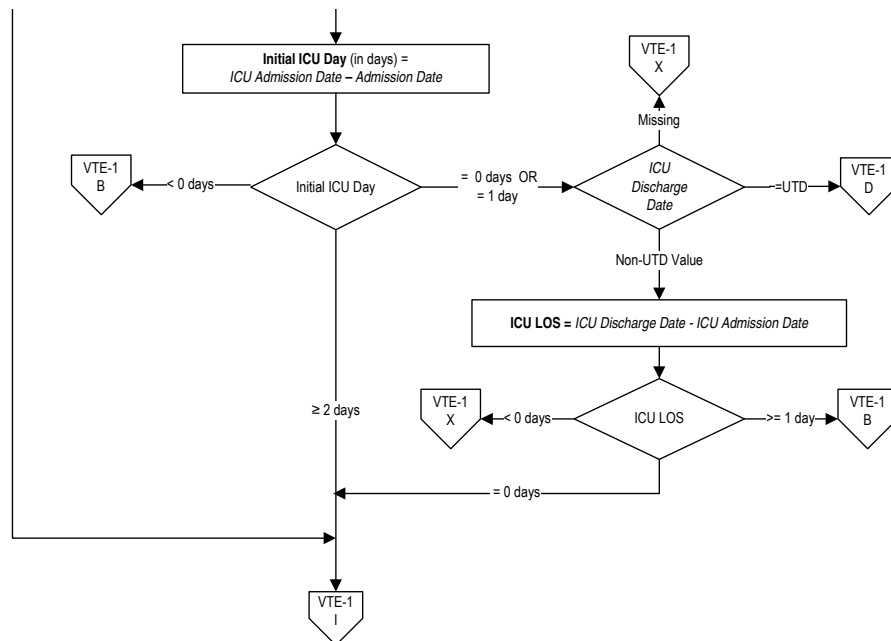 Initial ICU Day (in days) =
ICU Admission Date – Admission Date
VTE-1
X
Missing
VTE-1
B
< 0 days
Initial ICU Day
= 0 days OR
= 1 day
ICU
Discharge
Date
=UTD
VTE-1
D
Non-UTD Value
ICU LOS = ICU Discharge Date - ICU Admission Date
≥ 2 days
VTE-1
X
< 0 days
ICU LOS
>= 1 day
VTE-1
B
= 0 days
VTE-1
I